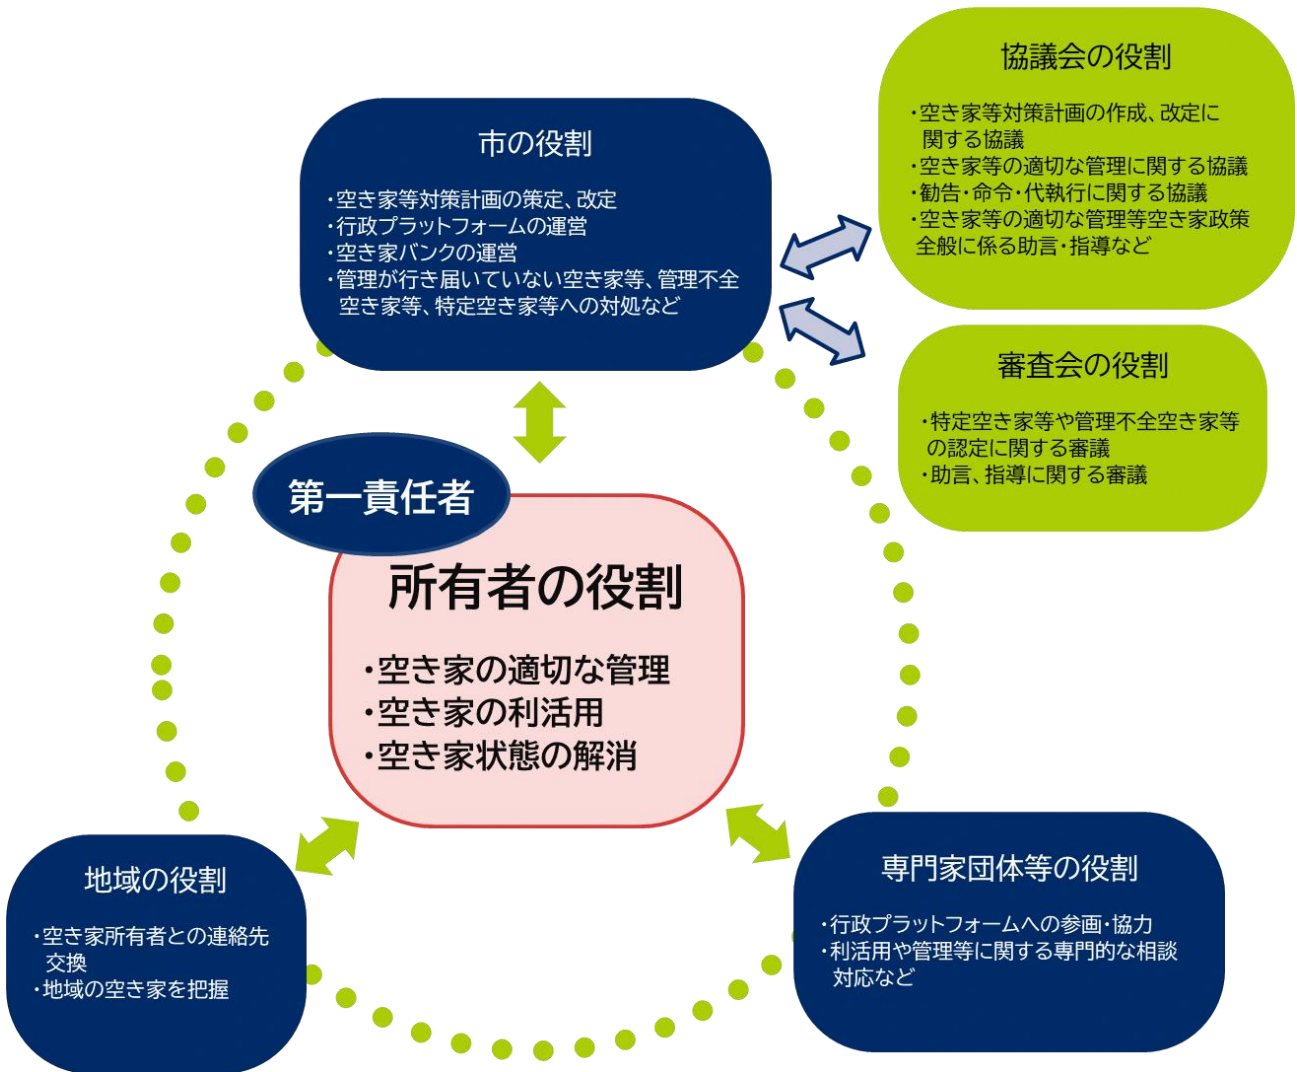 協議会の役割
・空き家等対策計画の作成、改定に
関する協議
・空き家等の適切な管理に関する協議
・勧告・命令・代執行に関する協議
・空き家等の適切な管理等空き家政策
全般に係る助言・指導など
市の役割
・空き家等対策計画の策定、改定
・行政プラットフォームの運営
・空き家バンクの運営
・管理が行き届いていない空き家等、管理不全
空き家等、特定空き家等への対処など
審査会の役割
・特定空き家等や管理不全空き家等
の認定に関する審議
・助言、指導に関する審議
第一責任者
所有者の役割
・空き家の適切な管理
・空き家の利活用
・空き家状態の解消
地域の役割
・空き家所有者との連絡先
交換
・地域の空き家を把握
専門家団体等の役割
・行政プラットフォームへの参画・協力
・利活用や管理等に関する専門的な相談
対応など